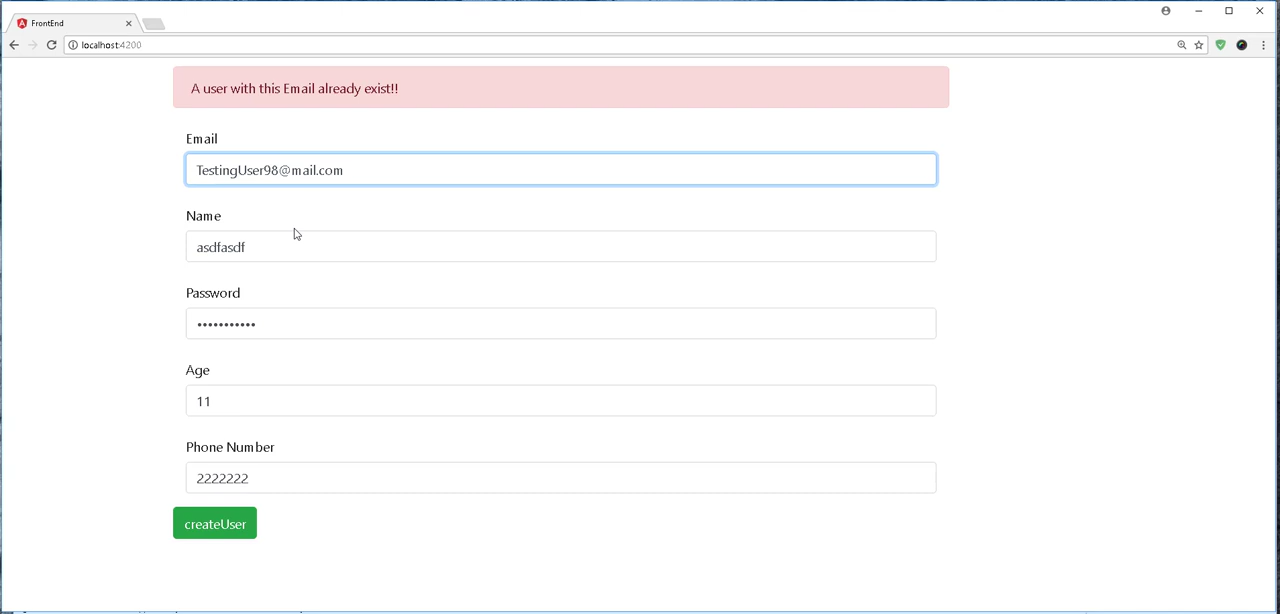 FrontEnd
localhost:4200
A user with this Email already exist!!
Email
TestingUser98@mail.com
Name
asdfasdf
Password
•••••••••••
Age
11
Phone Number
2222222
createUser